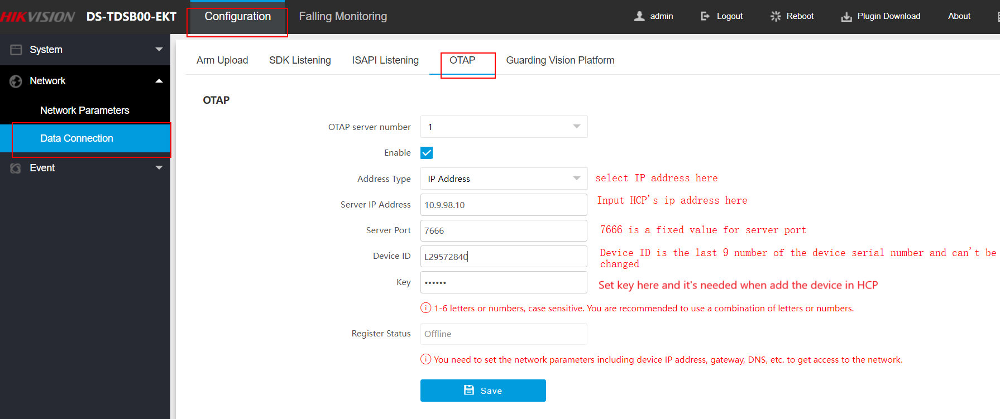 HIKVISION DS-TDSB00-EKT Configuration Falling Monitoring admin Logout Reboot Plugin Download About
System
Network
Network Parameters
Data Connection
Event
Arm Upload SDK Listening ISAPI Listening OTAP Guarding Vision Platform
OTAP
OTAP server number 1
Enable
Address Type IP Address select IP address here
Server IP Address 10.9.98.10 Input HCP's ip address here
Server Port 7666 7666 is a fixed value for server port
Device ID L29572840 Device ID is the last 9 number of the device serial number and can't be
changed
Key •••••• Set key here and it's needed when add the device in HCP
1-6 letters or numbers, case sensitive. You are recommended to use a combination of letters or numbers.
Register Status Offline
You need to set the network parameters including device IP address, gateway, DNS, etc. to get access to the network.
Save